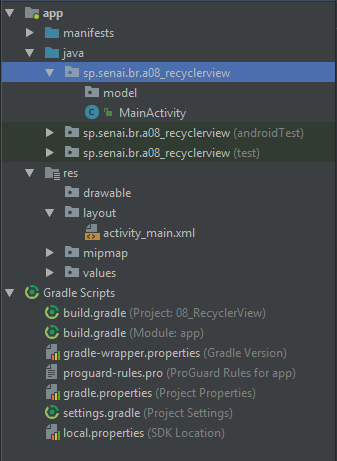 app
manifests
java
sp.senai.br.a08_recyclerview
model
MainActivity
sp.senai.br.a08_recyclerview (androidTest)
sp.senai.br.a08_recyclerview (test)
res
drawable
layout
activity_main.xml
mipmap
values
Gradle Scripts
build.gradle (Project: 08_RecyclerView)
build.gradle (Module: app)
gradle-wrapper.properties (Gradle Version)
proguard-rules.pro (ProGuard Rules for app)
gradle.properties (Project Properties)
settings.gradle (Project Settings)
local.properties (SDK Location)